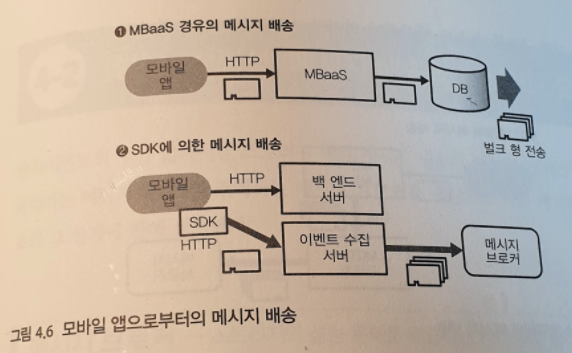 ❶ MBaaS 경유의 메시지 배송
모바일
앱
HTTP
MBaaS
DB
벌크 형 전송
❷ SDK에 의한 메시지 배송
모바일
앱
HTTP
백 엔드
서버
SDK
HTTP
이벤트 수집
서버
메시지
브로커
그림 4.6 모바일 앱으로부터의 메시지 배송